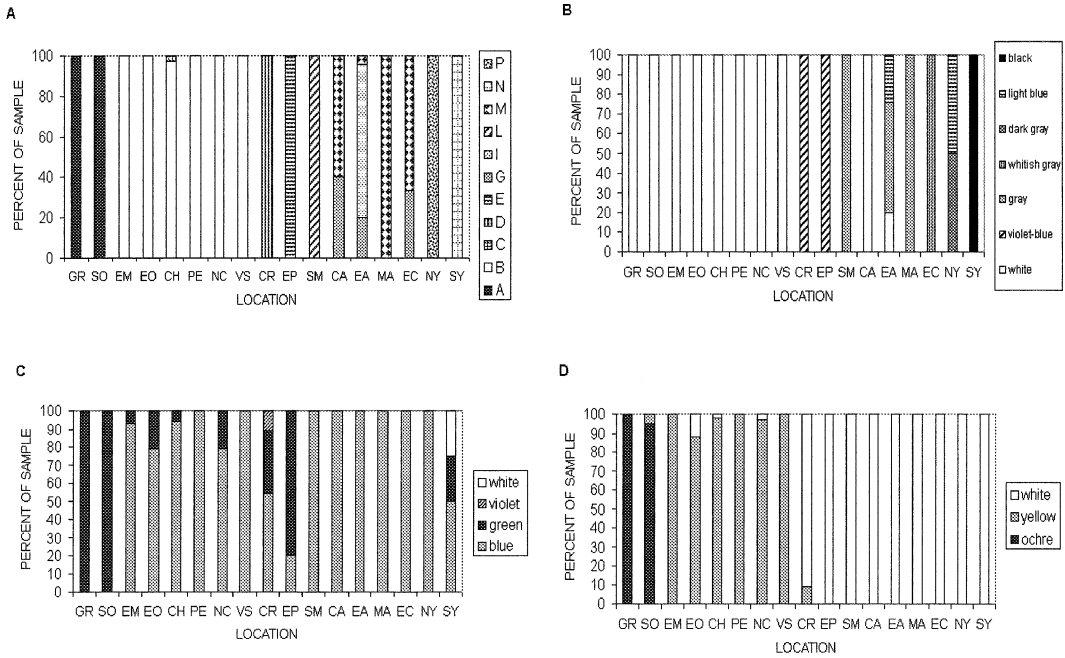 A
PERCENT OF SAMPLE
100
80
60
40
20
0
GR SO EM EO CH PE NC VS CR EP SM CA EA MA EC NY SY
LOCATION
P
N
M
L
I
G
E
D
C
B
A
B
PERCENT OF SAMPLE
100
90
80
70
60
50
40
30
20
10
0
GR SO EM EO CH PE NC VS CR EP SM CA EA MA EC NY SY
LOCATION
black
light blue
dark gray
whitish gray
gray
violet-blue
white
C
PERCENT OF SAMPLE
100
90
80
70
60
50
40
30
20
10
0
GR SO EM EO CH PE NC VS CR EP SM CA EA MA EC NY SY
LOCATION
white
violet
green
blue
D
PERCENT OF SAMPLE
100
90
80
70
60
50
40
30
20
10
0
GR SO EM EO CH PE NC VS CR EP SM CA EA MA EC NY SY
LOCATION
white
yellow
ochre